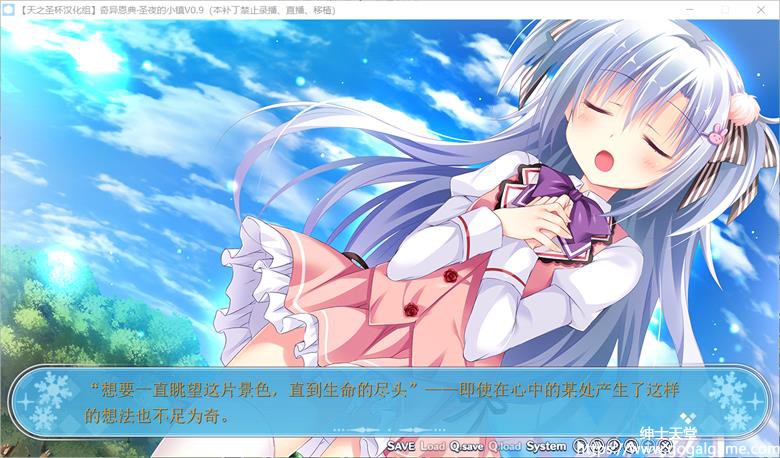 【天之圣杯汉化组】奇异恩典·圣夜的小镇V0.9（本补丁禁止录播、直播、移植）
“想要一直眺望这片景色，直到生命的尽头”——即使在心中的某处产生了这样
的想法也不足为奇。
绅士天堂
SAVE Load Q.save Q.load System